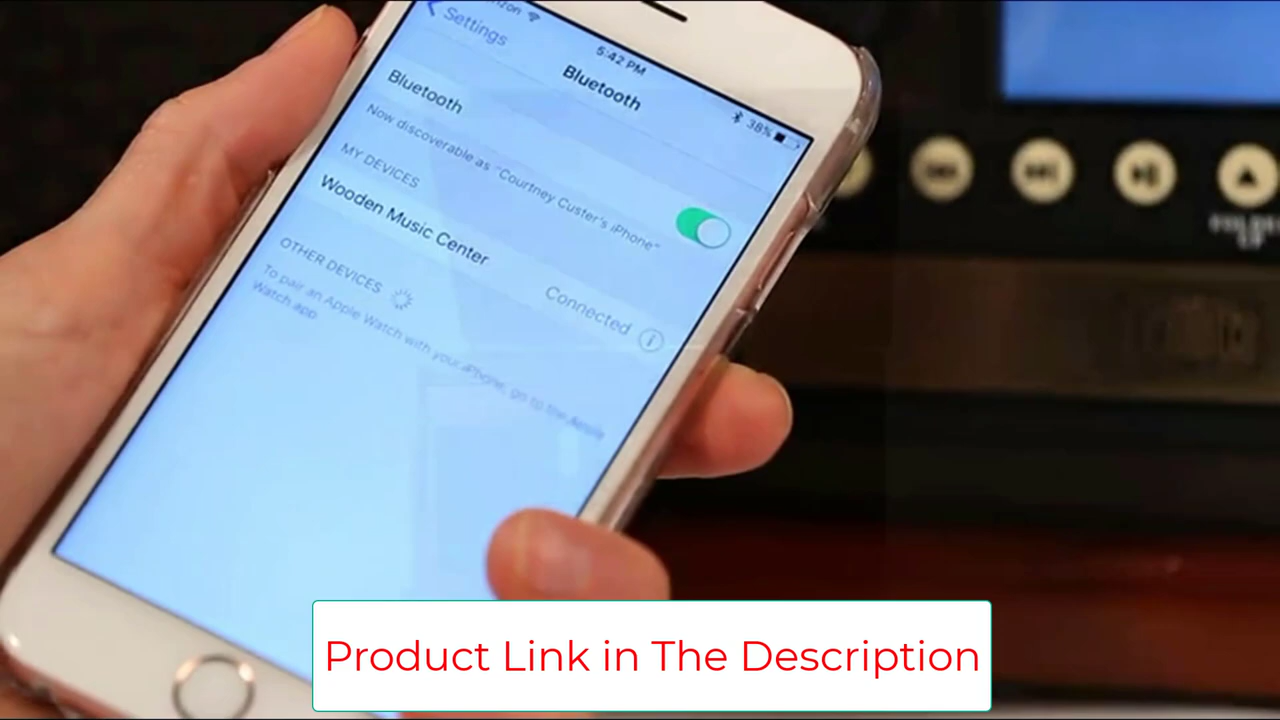 Settings
5:42 PM
38%
Bluetooth
Bluetooth
Now discoverable as “Courtney Custer's iPhone”
MY DEVICES
Wooden Music Center
Connected
OTHER DEVICES
To pair an Apple Watch with your iPhone, go to the Apple
Watch app.
Product Link in The Description